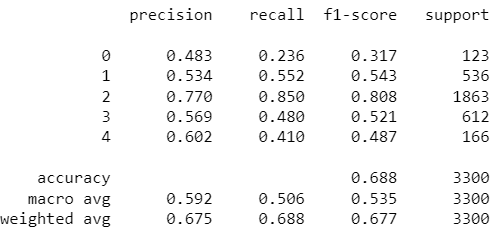 precision recall f1-score support
0 0.483 0.236 0.317 123
1 0.534 0.552 0.543 536
2 0.770 0.850 0.808 1863
3 0.569 0.480 0.521 612
4 0.602 0.410 0.487 166
accuracy 0.688 3300
macro avg 0.592 0.506 0.535 3300
weighted avg 0.675 0.688 0.677 3300